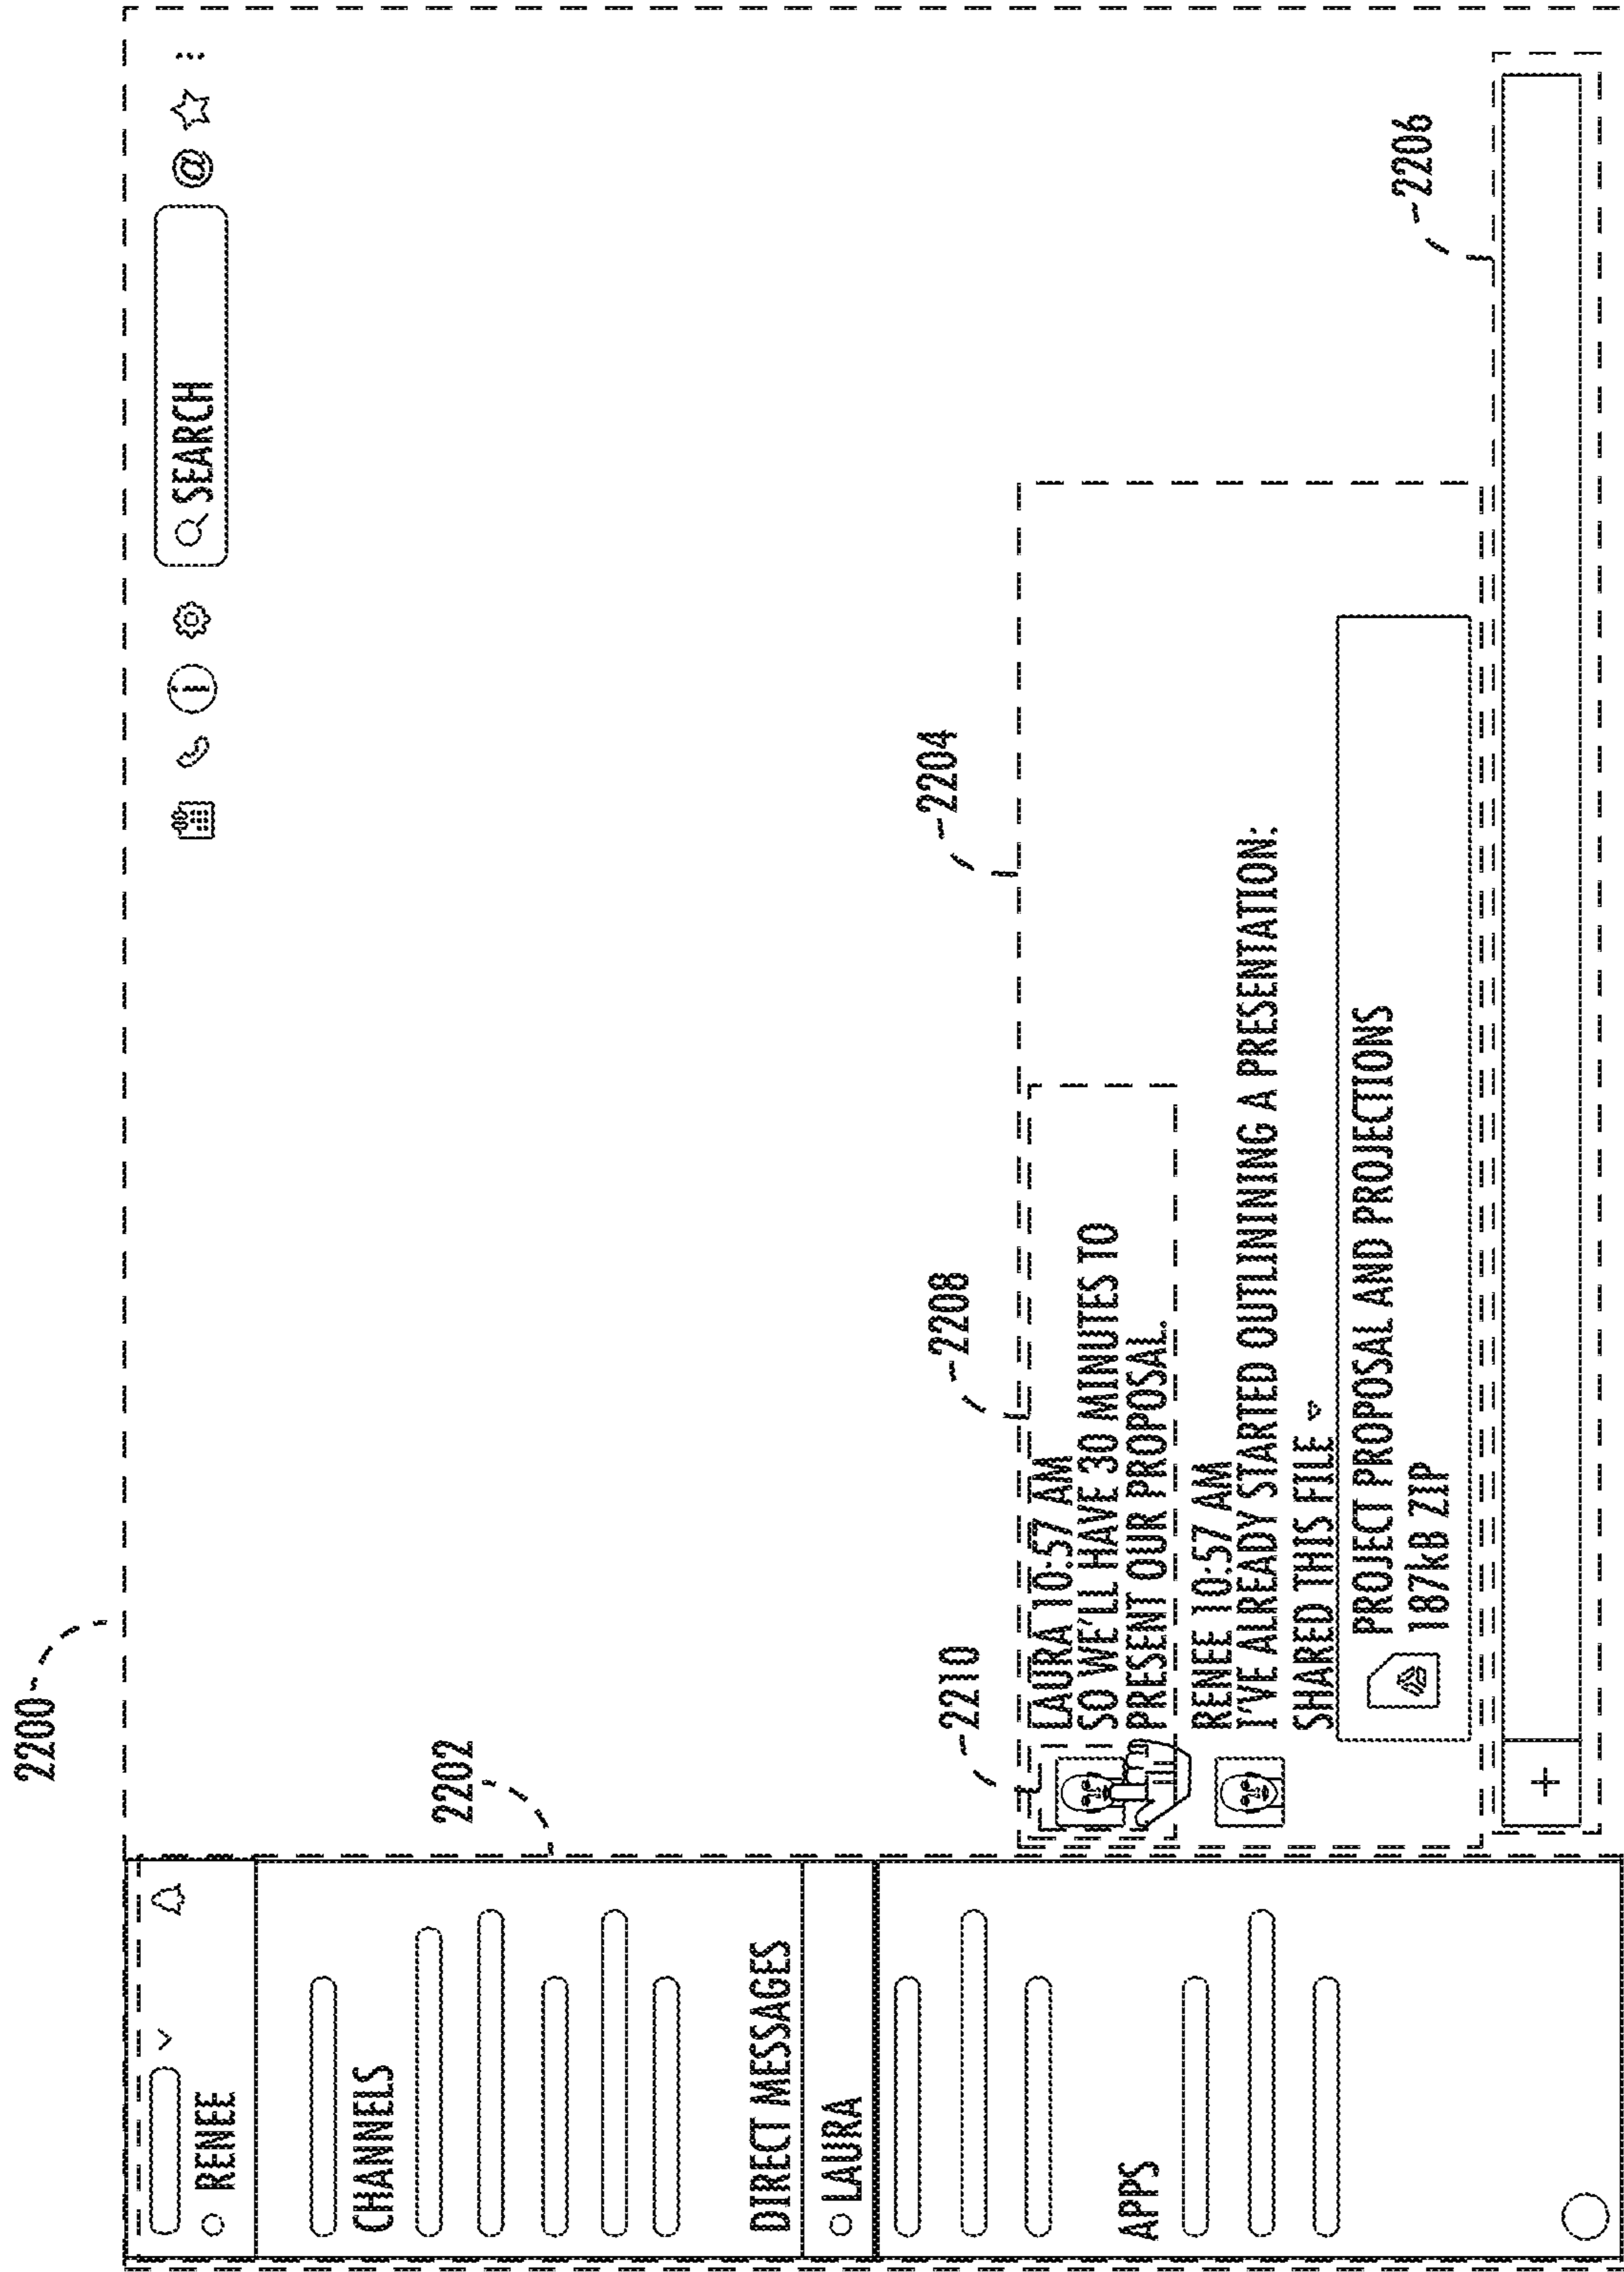 2200
2202
RENEE
CHANNELS
DIRECT MESSAGES
LAURA
APPS
SEARCH
@
2204
2208
2210
LAURA 10:57 AM
SO WE'LL HAVE 30 MINUTES TO
PRESENT OUR PROPOSAL.
RENEE 10:57 AM
I'VE ALREADY STARTED OUTLINING A PRESENTATION:
SHARED THIS FILE
PROJECT PROPOSAL AND PROJECTIONS
187kB ZIP
2206
+